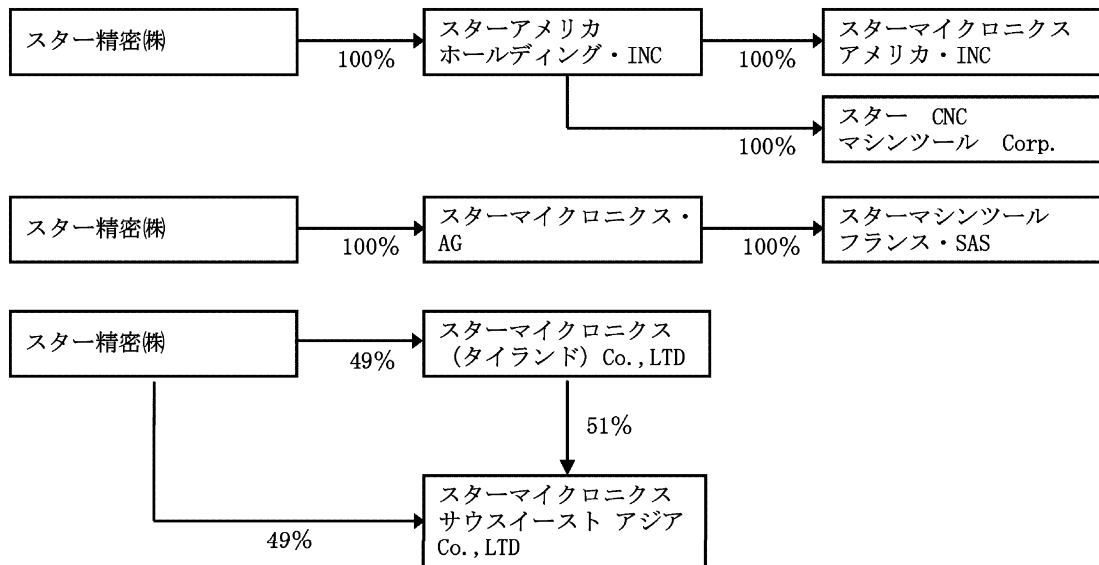 スター精密㈱
100%
スターアメリカ
ホールディング・INC
100%
スターマイクロニクス
アメリカ・INC
100%
スター　CNC
マシンツール　Corp.
スター精密㈱
100%
スターマイクロニクス・
AG
100%
スターマシンツール
フランス・SAS
スター精密㈱
49%
スターマイクロニクス
（タイランド）Co.,LTD
51%
49%
スターマイクロニクス
サウスイースト アジア
Co.,LTD